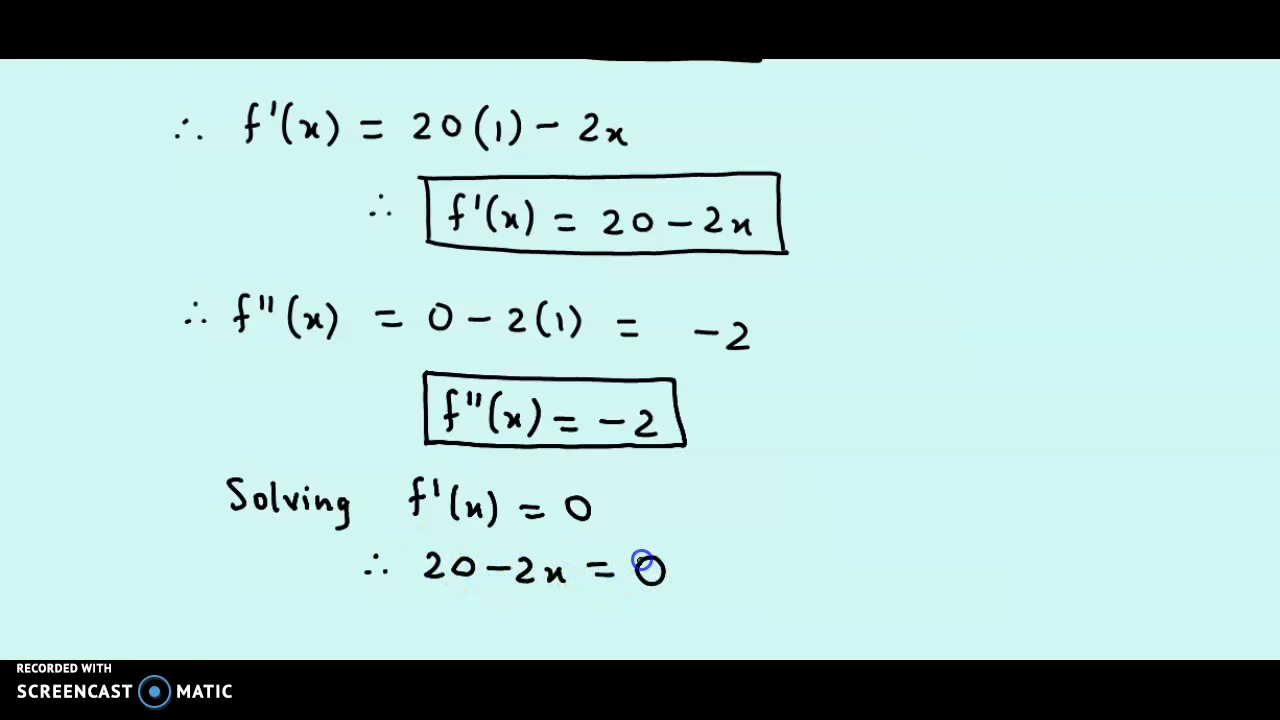 ∴ f'(x) = 20(1) - 2x
∴ f'(x) = 20 - 2x
∴ f''(x) = 0 - 2(1) = -2
f''(x) = -2
Solving f'(x) = 0
∴ 20 - 2x = 0
RECORDED WITH
SCREENCAST MATIC